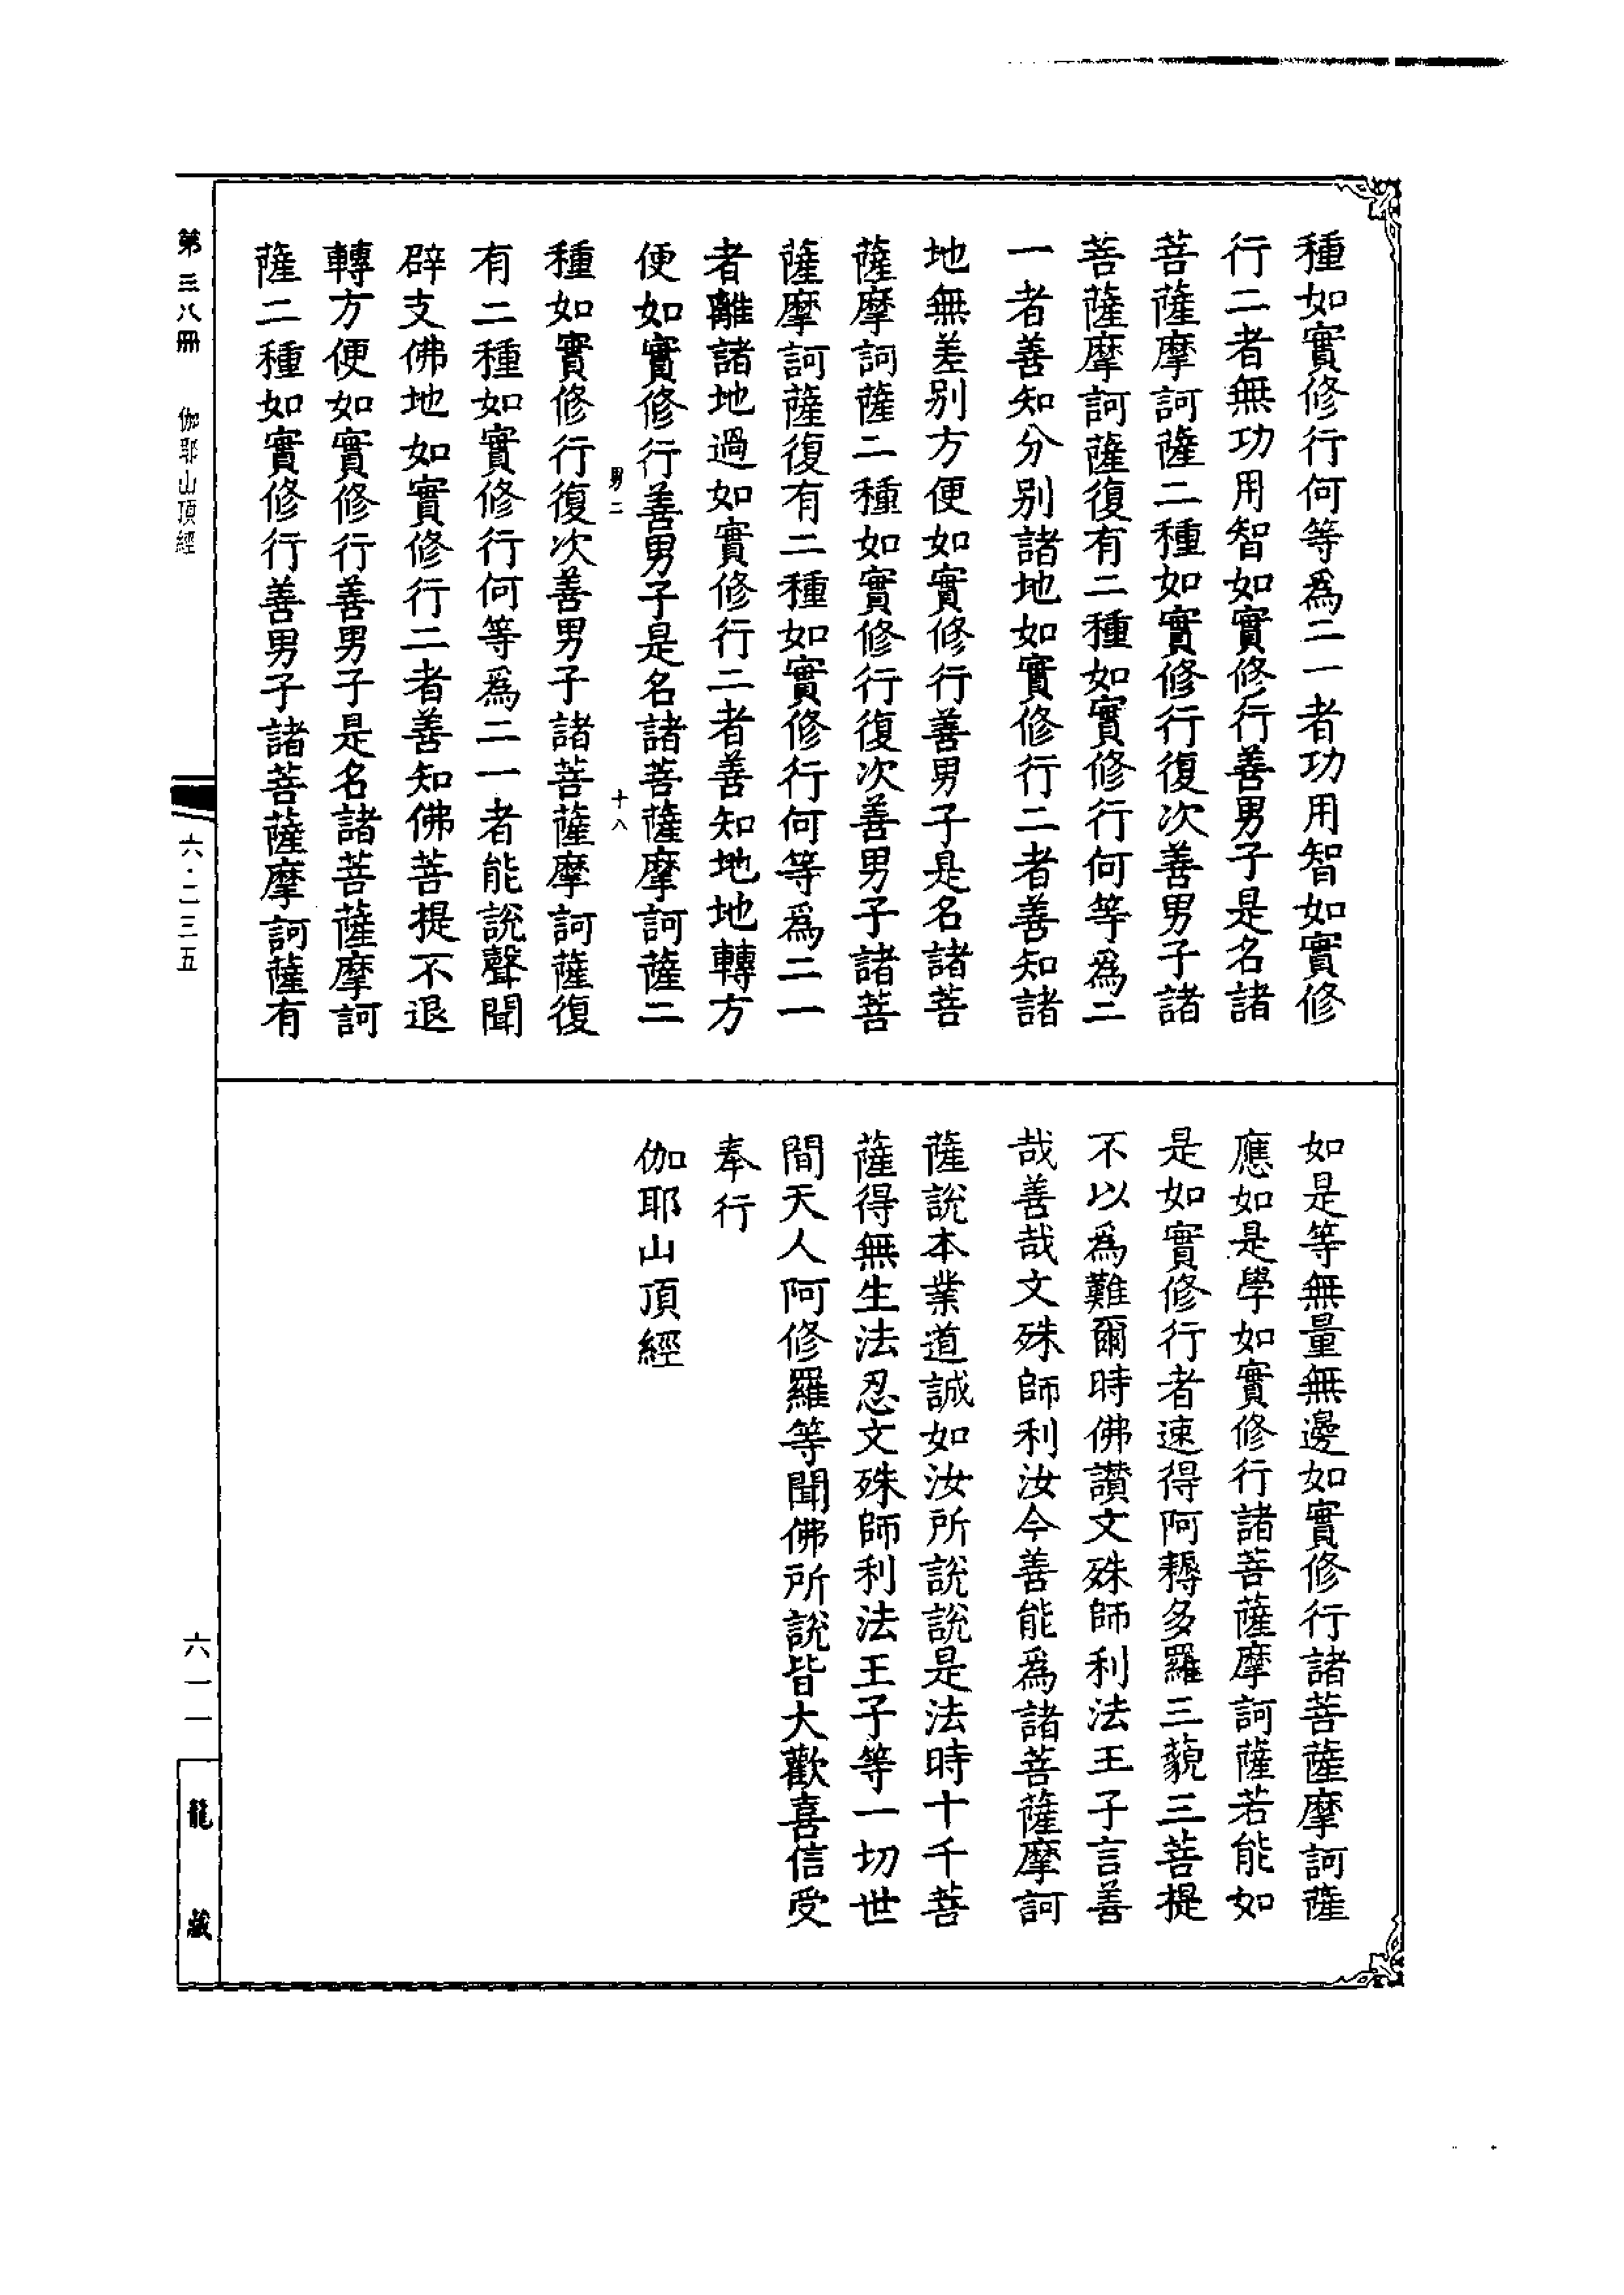 種如實修行何等爲二一者功用智如實修
行二者無功用智如實修行善男子是名諸
菩薩摩訶薩二種如實修行復次善男子諸
菩薩摩訶薩復有二種如實修行何等爲二
一者善知分別諸地如實修行二者善知諸
地無差別方便如實修行善男子是名諸菩
薩摩訶薩二種如實修行復次善男子諸菩
薩摩訶薩復有二種如實修行何等爲二一
者離諸地過如實修行二者善知地地轉方
便如實修行善男子是名諸菩薩摩訶薩二
男二 十八
種如實修行復次善男子諸菩薩摩訶薩復
有二種如實修行何等爲二一者能說聲聞
辟支佛地如實修行二者善知佛菩提不退
轉方便如實修行善男子是名諸菩薩摩訶
薩二種如實修行善男子諸菩薩摩訶薩有
如是等無量無邊如實修行諸菩薩摩訶薩
應如是學如實修行諸菩薩摩訶薩若能如
是如實修行者速得阿耨多羅三藐三菩提
不以爲難爾時佛讚文殊師利法王子言善
哉善哉文殊師利汝今善能爲諸菩薩摩訶
薩說本業道誠如汝所說說是法時十千菩
薩得無生法忍文殊師利法王子等一切世
間天人阿修羅等聞佛所說皆大歡喜信受
奉行
伽耶山頂經
第三八冊 伽耶山頂經
六·二三五
六一一
龍藏